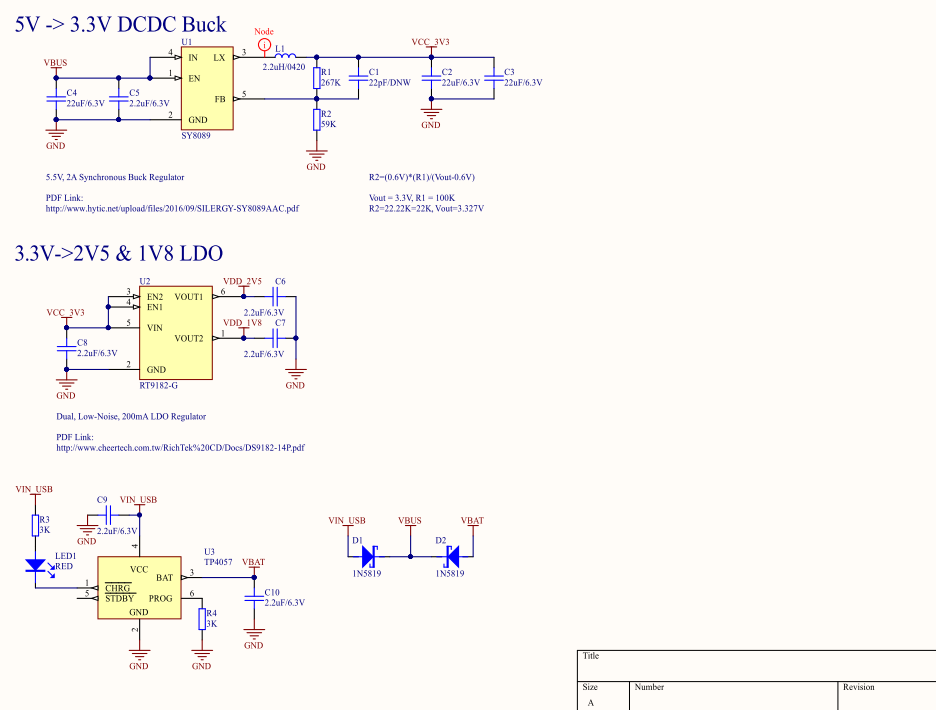 5V -> 3.3V DCDC Buck
Node
i
U1
L1
VCC_3V3
4 IN LX 3
2.2uH/0420
VBUS
1 EN
R1
267K
C1
22pF/DNW
C2
22uF/6.3V
C3
22uF/6.3V
C4
22uF/6.3V
C5
2.2uF/6.3V
FB 5
2 GND
R2
59K
GND
SY8089
GND
GND
5.5V, 2A Synchronous Buck Regulator
R2=(0.6V)*(R1)/(Vout-0.6V)
PDF Link:
Vout = 3.3V, R1 = 100K
http://www.hytic.net/upload/files/2016/09/SILERGY-SY8089AAC.pdf
R2=22.22K=22K, Vout=3.327V
3.3V->2V5 & 1V8 LDO
U2
VDD_2V5
C6
3 EN2 VOUT1 6
4 EN1
VCC_3V3
2.2uF/6.3V
VDD_1V8
C7
5 VIN
VOUT2 1
C8
2.2uF/6.3V
2.2uF/6.3V
2 GND
RT9182-G
GND
GND
Dual, Low-Noise, 200mA LDO Regulator
PDF Link:
http://www.cheertech.com.tw/RichTek%20CD/Docs/DS9182-14P.pdf
VIN_USB
C9
VIN_USB
R3
3K
GND
2.2uF/6.3V
4
LED1
RED
U3
TP4057
VCC
BAT 3
VBAT
1 CHRG
5 STDBY
PROG 6
GND
C10
2.2uF/6.3V
2
R4
3K
GND
GND
GND
VIN_USB
VBUS
VBAT
D1
D2
1N5819
1N5819
Title
Size
Number
Revision
A